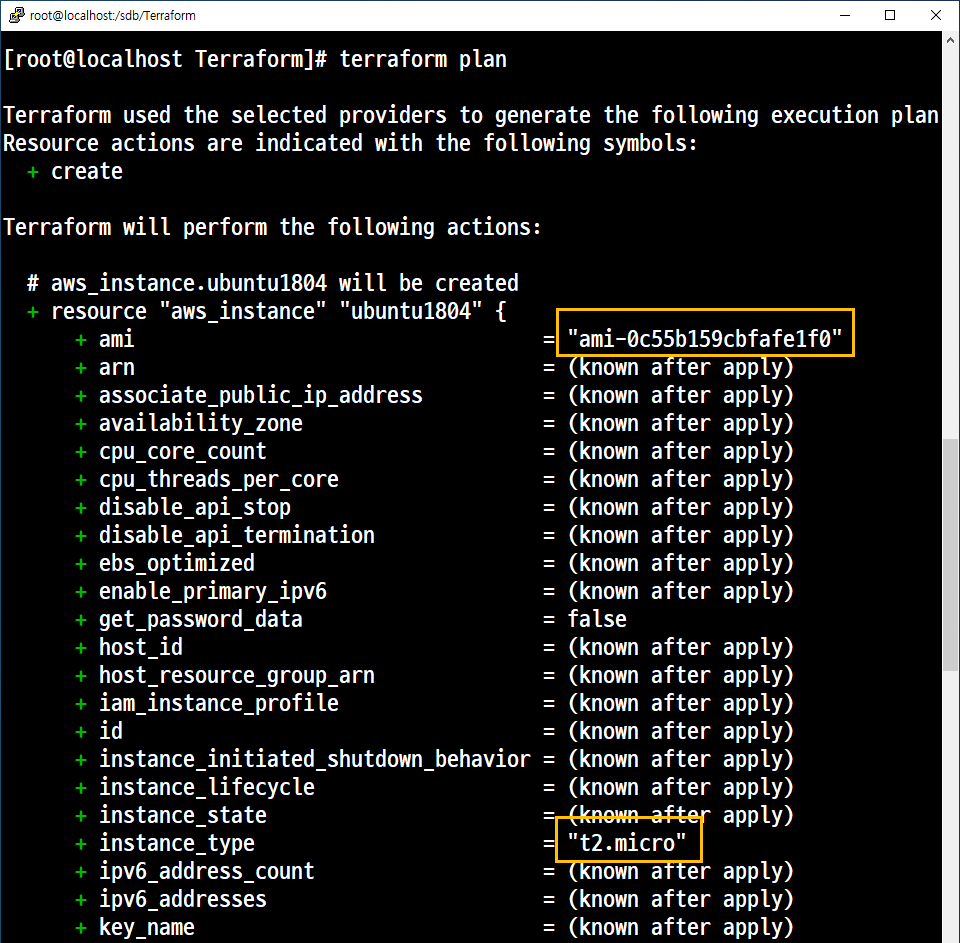 root@localhost:/sdb/Terraform
[root@localhost Terraform]# terraform plan
Terraform used the selected providers to generate the following execution plan
Resource actions are indicated with the following symbols:
+ create
Terraform will perform the following actions:
# aws_instance.ubuntu1804 will be created
+ resource "aws_instance" "ubuntu1804" {
+ ami = "ami-0c55b159cbfafe1f0"
+ arn = (known after apply)
+ associate_public_ip_address = (known after apply)
+ availability_zone = (known after apply)
+ cpu_core_count = (known after apply)
+ cpu_threads_per_core = (known after apply)
+ disable_api_stop = (known after apply)
+ disable_api_termination = (known after apply)
+ ebs_optimized = (known after apply)
+ enable_primary_ipv6 = (known after apply)
+ get_password_data = false
+ host_id = (known after apply)
+ host_resource_group_arn = (known after apply)
+ iam_instance_profile = (known after apply)
+ id = (known after apply)
+ instance_initiated_shutdown_behavior = (known after apply)
+ instance_lifecycle = (known after apply)
+ instance_state = (known after apply)
+ instance_type = "t2.micro"
+ ipv6_address_count = (known after apply)
+ ipv6_addresses = (known after apply)
+ key_name = (known after apply)